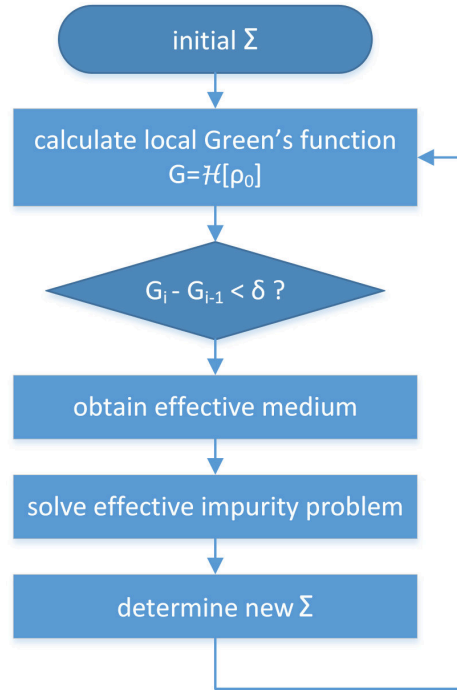 initial Σ
calculate local Green's function
G=ℋ[ρ₀]
Gᵢ - Gᵢ₋₁ < δ ?
obtain effective medium
solve effective impurity problem
determine new Σ